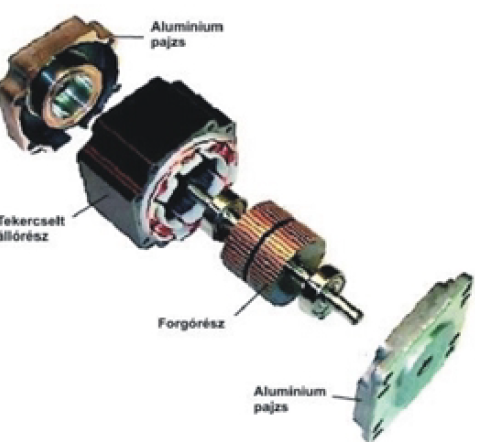 Aluminium
pajzs
Tekercselt
állórész
Forgórész
Aluminium
pajzs